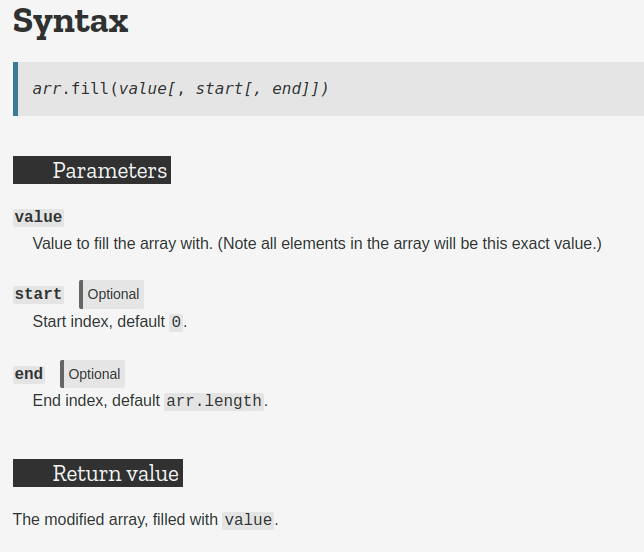 Syntax
arr.fill(value[, start[, end]])
Parameters
value
Value to fill the array with. (Note all elements in the array will be this exact value.)
start Optional
Start index, default 0.
end Optional
End index, default arr.length.
Return value
The modified array, filled with value.